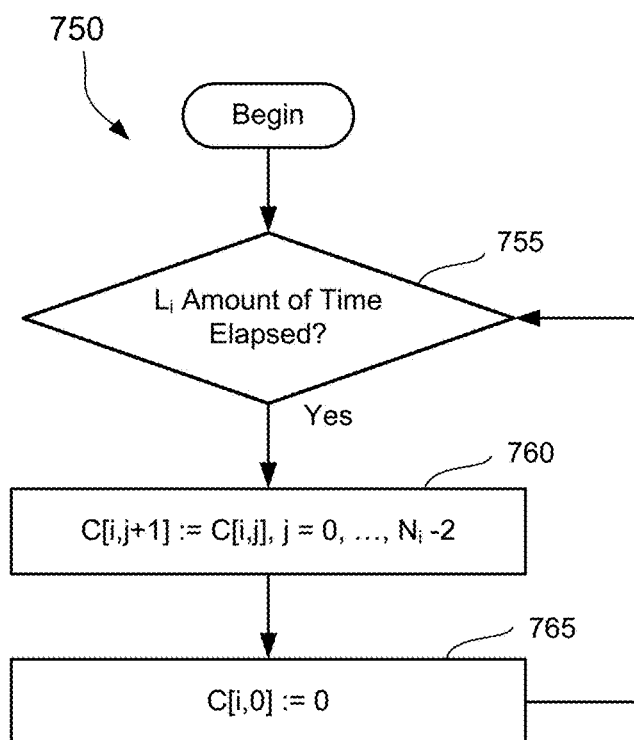 750
Begin
755
Lᵢ Amount of Time
Elapsed?
Yes
760
C[i,j+1] := C[i,j], j = 0, ..., Nᵢ -2
765
C[i,0] := 0